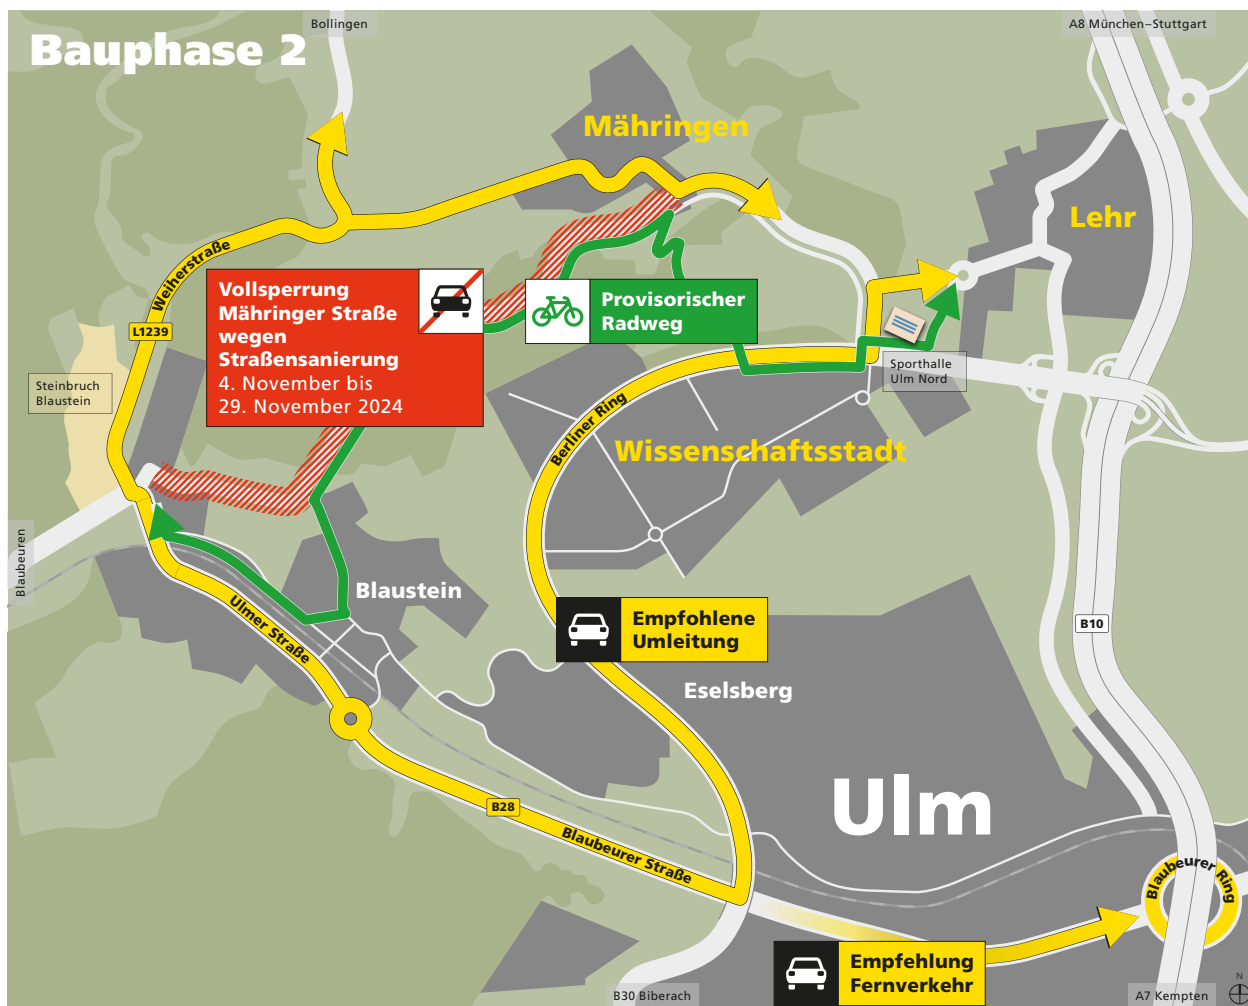 Bollingen
A8 München–Stuttgart
Bauphase 2
Mähringen
Lehr
Weiherstraße
L1239
Vollsperrung
Mähringer Straße
wegen
Straßensanierung
4. November bis
29. November 2024
Provisorischer
Radweg
Steinbruch
Blaustein
Sporthalle
Ulm Nord
Berliner Ring
Wissenschaftsstadt
Blaubeuren
Blaustein
Ulmer Straße
Empfohlene
Umleitung
B10
Eselsberg
Ulm
B28
Blaubeurer Straße
Blaubeurer Ring
Empfehlung
Fernverkehr
B30 Biberach
A7 Kempten
N